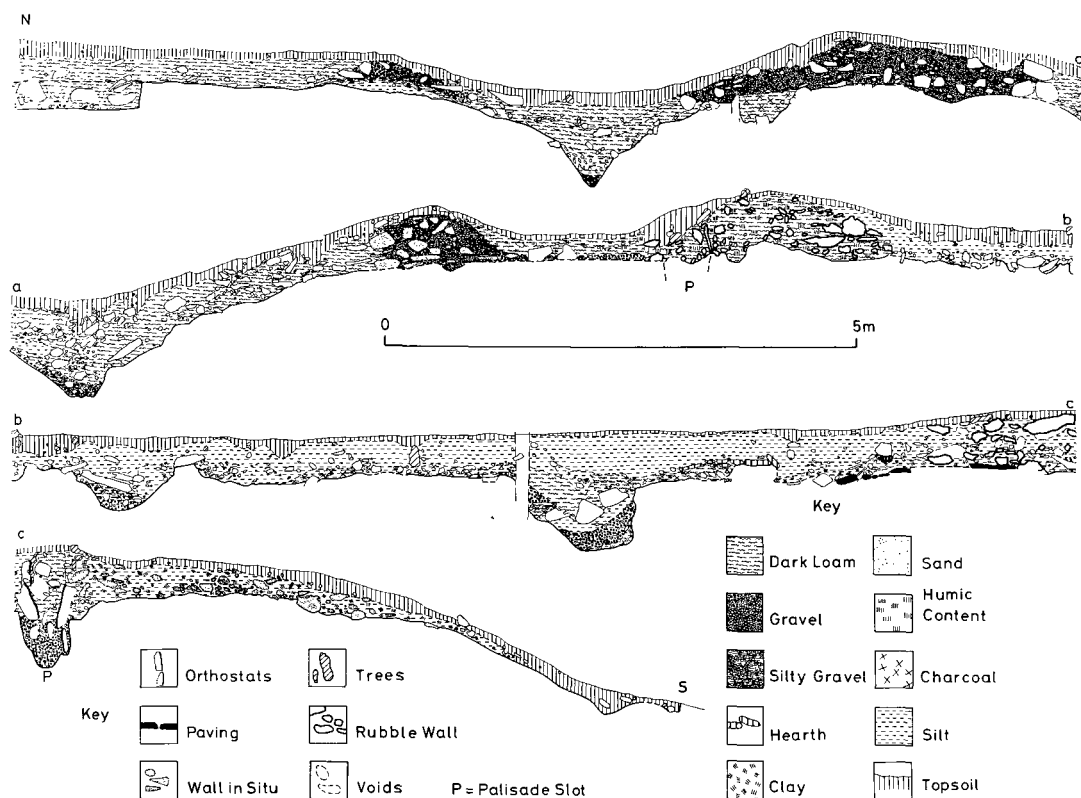 N
a
a
b
P
0 5m
b
c
c
Key
Dark Loam
Sand
Gravel
Humic
Content
Silty Gravel
Charcoal
Hearth
Silt
Clay
Topsoil
P
S
Key
Orthostats
Trees
Paving
Rubble Wall
Wall in Situ
Voids
P = Palisade Slot